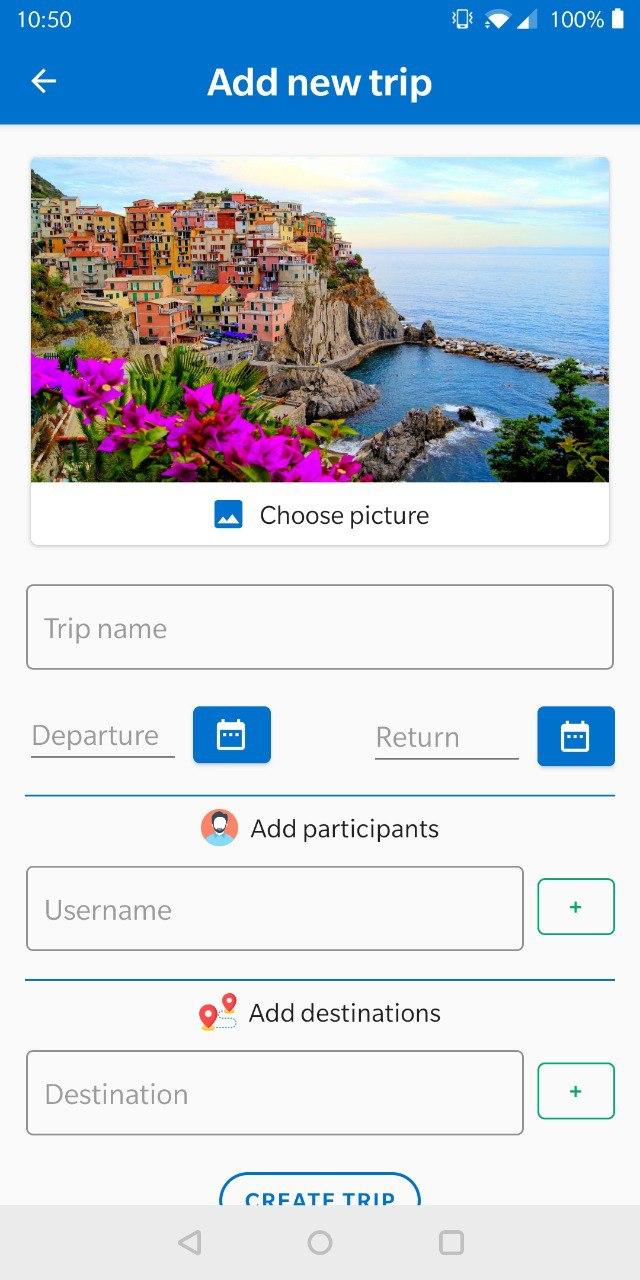 10:50 100%
Add new trip
Choose picture
Trip name
Departure Return
Add participants
Username +
Add destinations
Destination +
CREATE TRIP